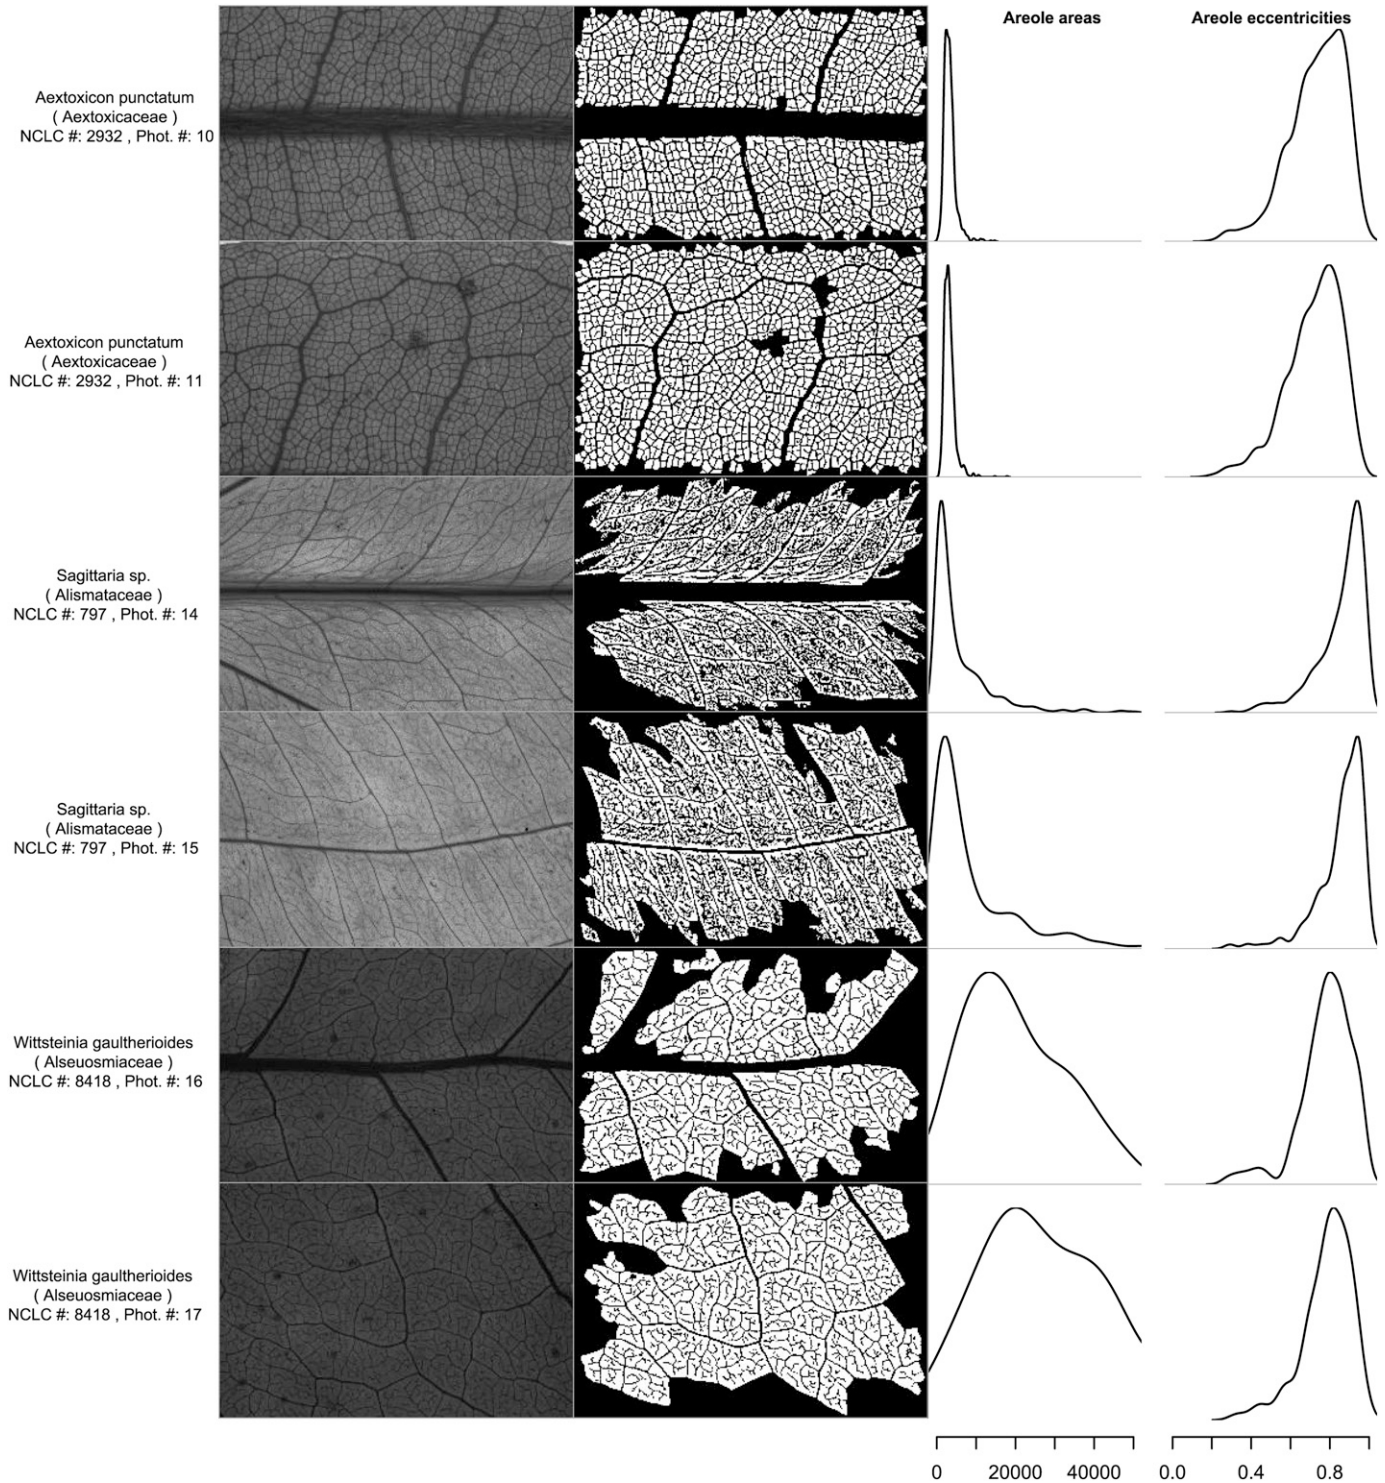 Areole areas
Areole eccentricities
Aextoxicon punctatum
( Aextoxicaceae )
NCLC #: 2932 , Phot. #: 10
Aextoxicon punctatum
( Aextoxicaceae )
NCLC #: 2932 , Phot. #: 11
Sagittaria sp.
( Alismataceae )
NCLC #: 797 , Phot. #: 14
Sagittaria sp.
( Alismataceae )
NCLC #: 797 , Phot. #: 15
Wittsteinia gaultherioides
( Alseuosmiaceae )
NCLC #: 8418 , Phot. #: 16
Wittsteinia gaultherioides
( Alseuosmiaceae )
NCLC #: 8418 , Phot. #: 17
0 20000 40000
0.0 0.4 0.8